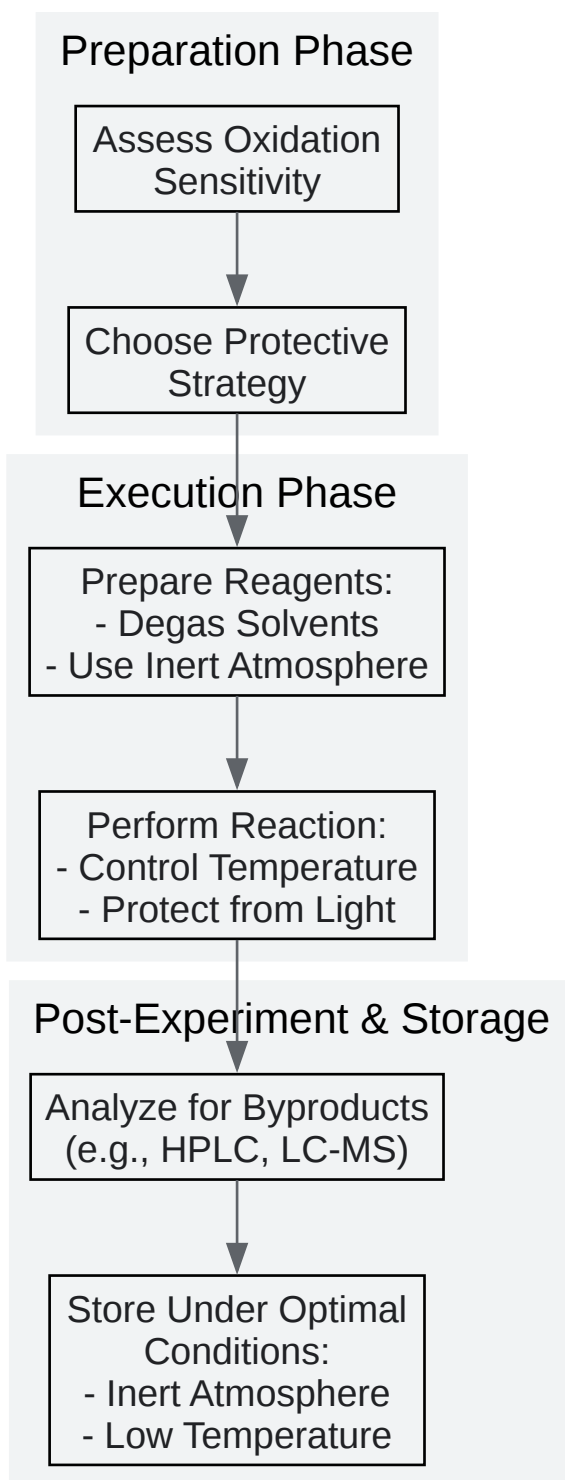 Preparation Phase
Assess Oxidation
Sensitivity
Choose Protective
Strategy
Execution Phase
Prepare Reagents:
- Degas Solvents
- Use Inert Atmosphere
Perform Reaction:
- Control Temperature
- Protect from Light
Post-Experiment & Storage
Analyze for Byproducts
(e.g., HPLC, LC-MS)
Store Under Optimal
Conditions:
- Inert Atmosphere
- Low Temperature